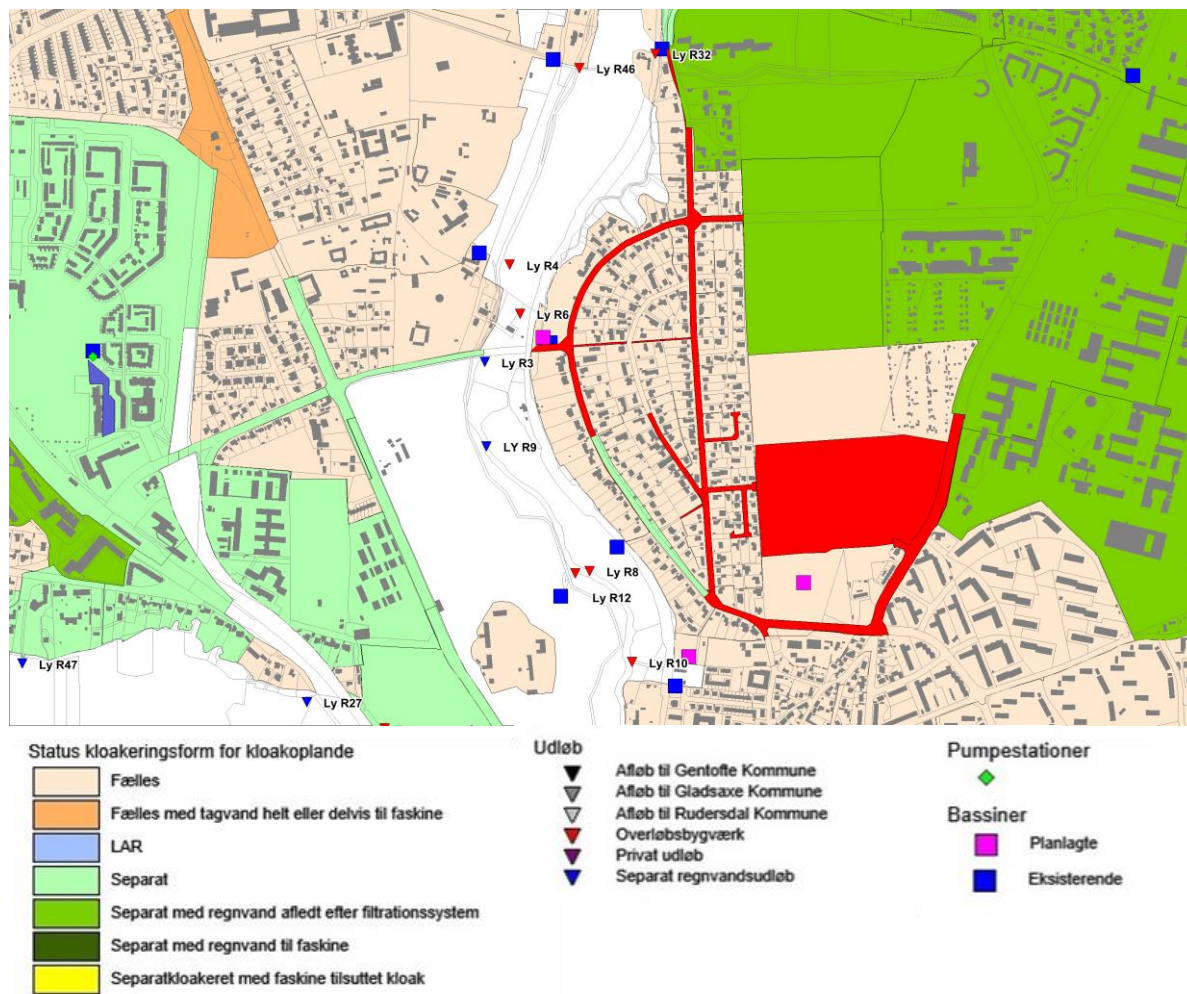 Ly R46
Ly R32
Ly R4
Ly R6
Ly R3
LY R9
Ly R8
Ly R12
Ly R47
Ly R10
Ly R27
Status kloakeringsform for kloakoplande
Fælles
Fælles med tagvand helt eller delvis til faskine
LAR
Separat
Separat med regnvand afledt efter filtrationssystem
Separat med regnvand til faskine
Separatkloakeret med faskine tilsuttet kloak
Udløb
Afløb til Gentofte Kommune
Afløb til Gladsaxe Kommune
Afløb til Rudersdal Kommune
Overløbsbygværk
Privat udløb
Separat regnvandsudløb
Pumpestationer
Bassiner
Planlagte
Eksisterende